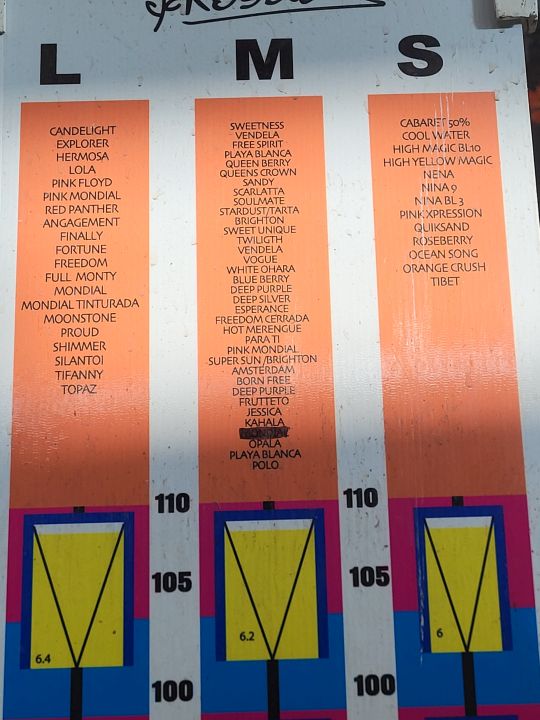 L
M
S
CANDELIGHT
EXPLORER
HERMOSA
LOLA
PINK FLOYD
PINK MONDIAL
RED PANTHER
ANGAGEMENT
FINALLY
FORTUNE
FREEDOM
FULL MONTY
MONDIAL
MONDIAL TINTURADA
MOONSTONE
PROUD
SHIMMER
SILANTOI
TIFANNY
TOPAZ
SWEETNESS
VENDELA
FREE SPIRIT
PLAYA BLANCA
QUEEN BERRY
QUEENS CROWN
SANDY
SCARLATTA
SOULMATE
STARDUST/TARTA
BRIGHTON
SWEET UNIQUE
TWILIGTH
VENDELA
VOGUE
WHITE OHARA
BLUE BERRY
DEEP PURPLE
DEEP SILVER
ESPERANCE
FREEDOM CERRADA
HOT MERENGUE
PARA TI
PINK MONDIAL
SUPER SUN /BRIGHTON
AMSTERDAM
BORN FREE
DEEP PURPLE
FRUTTETO
JESSICA
KAHALA
OPALA
PLAYA BLANCA
POLO
CABARET 50%
COOL WATER
HIGH MAGIC BL10
HIGH YELLOW MAGIC
NENA
NINA 9
NINA BL 3
PINK XPRESSION
QUIKSAND
ROSEBERRY
OCEAN SONG
ORANGE CRUSH
TIBET
110
110
105
105
6.4
6.2
6
100
100